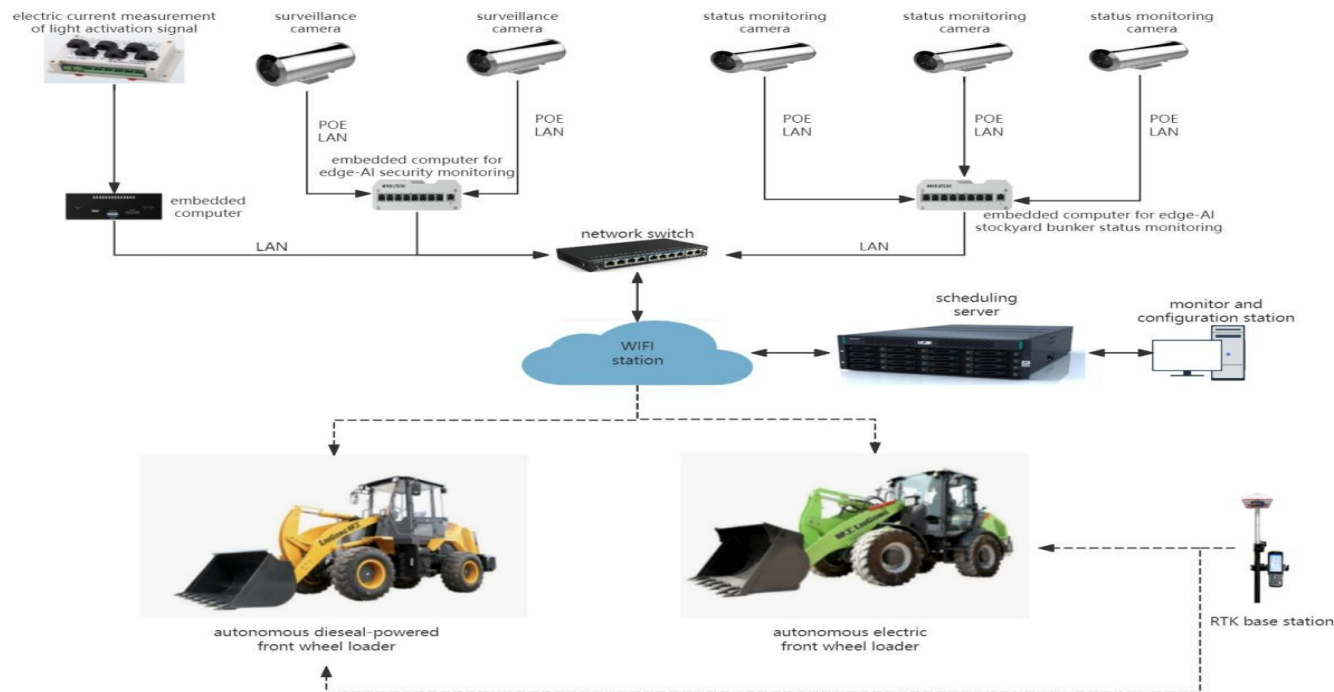 electric current measurement
of light activation signal
surveillance
camera
surveillance
camera
status monitoring
camera
status monitoring
camera
status monitoring
camera
POE
LAN
POE
LAN
POE
LAN
POE
LAN
POE
LAN
embedded computer for
edge-AI security monitoring
embedded
computer
embedded computer for edge-AI
stockyard bunker status monitoring
LAN
network switch
LAN
WIFI
station
scheduling
server
monitor and
configuration station
autonomous dieseal-powered
front wheel loader
autonomous electric
front wheel loader
RTK base station